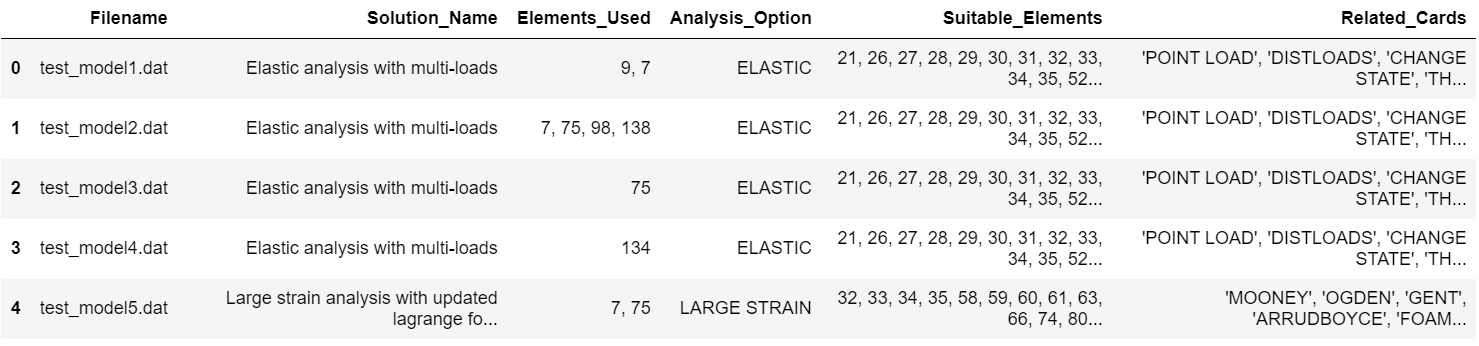 Filename Solution_Name Elements_Used Analysis_Option Suitable_Elements Related_Cards
0 test_model1.dat Elastic analysis with multi-loads 9, 7 ELASTIC 21, 26, 27, 28, 29, 30, 31, 32, 33, 34, 35, 52... 'POINT LOAD', 'DISTLOADS', 'CHANGE STATE', 'TH...
1 test_model2.dat Elastic analysis with multi-loads 7, 75, 98, 138 ELASTIC 21, 26, 27, 28, 29, 30, 31, 32, 33, 34, 35, 52... 'POINT LOAD', 'DISTLOADS', 'CHANGE STATE', 'TH...
2 test_model3.dat Elastic analysis with multi-loads 75 ELASTIC 21, 26, 27, 28, 29, 30, 31, 32, 33, 34, 35, 52... 'POINT LOAD', 'DISTLOADS', 'CHANGE STATE', 'TH...
3 test_model4.dat Elastic analysis with multi-loads 134 ELASTIC 21, 26, 27, 28, 29, 30, 31, 32, 33, 34, 35, 52... 'POINT LOAD', 'DISTLOADS', 'CHANGE STATE', 'TH...
4 test_model5.dat Large strain analysis with updated lagrange fo... 7, 75 LARGE STRAIN 32, 33, 34, 35, 58, 59, 60, 61, 63, 66, 74, 80... 'MOONEY', 'OGDEN', 'GENT', 'ARRUDBOYCE', 'FOAM...